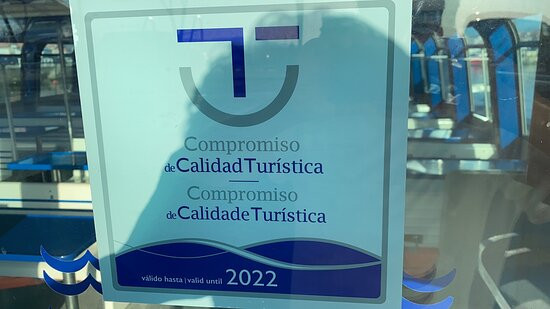 Compromiso
de Calidad Turística
Compromiso
de Calidade Turística
válido hasta | valid until 2022